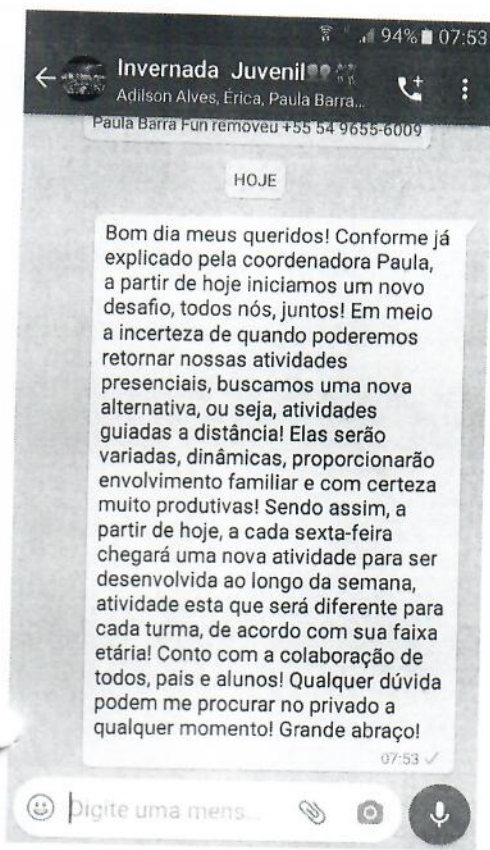 94% 07:53
Invernada Juvenil
Adilson Alves, Érica, Paula Barra...
Paula Barra Fun removeu +55 54 9655-6009
HOJE
Bom dia meus queridos! Conforme já
explicado pela coordenadora Paula,
a partir de hoje iniciamos um novo
desafio, todos nós, juntos! Em meio
a incerteza de quando poderemos
retornar nossas atividades
presenciais, buscamos uma nova
alternativa, ou seja, atividades
guiadas a distância! Elas serão
variadas, dinâmicas, proporcionarão
envolvimento familiar e com certeza
muito produtivas! Sendo assim, a
partir de hoje, a cada sexta-feira
chegará uma nova atividade para ser
desenvolvida ao longo da semana,
atividade esta que será diferente para
cada turma, de acordo com sua faixa
etária! Conto com a colaboração de
todos, pais e alunos! Qualquer dúvida
podem me procurar no privado a
qualquer momento! Grande abraço!
07:53
Digite uma mens...